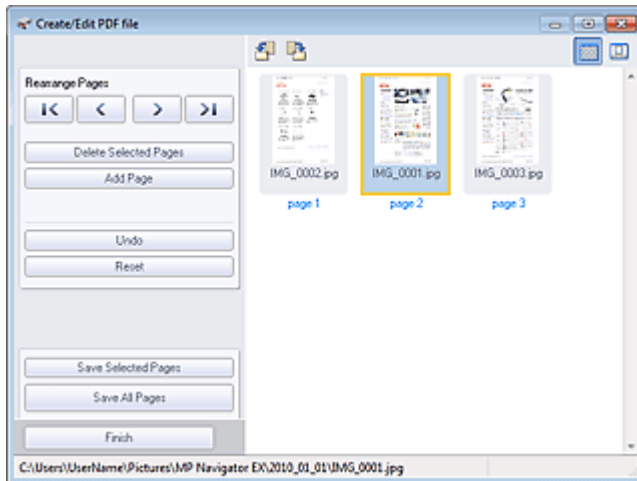 Create/Edit PDF file
Rearrange Pages
Delete Selected Pages
Add Page
Undo
Reset
Save Selected Pages
Save All Pages
Finish
IMG_0002.jpg
IMG_0001.jpg
IMG_0003.jpg
page 1
page 2
page 3
C:\Users\UserName\Pictures\MP Navigator EX\2010_01_01\IMG_0001.jpg